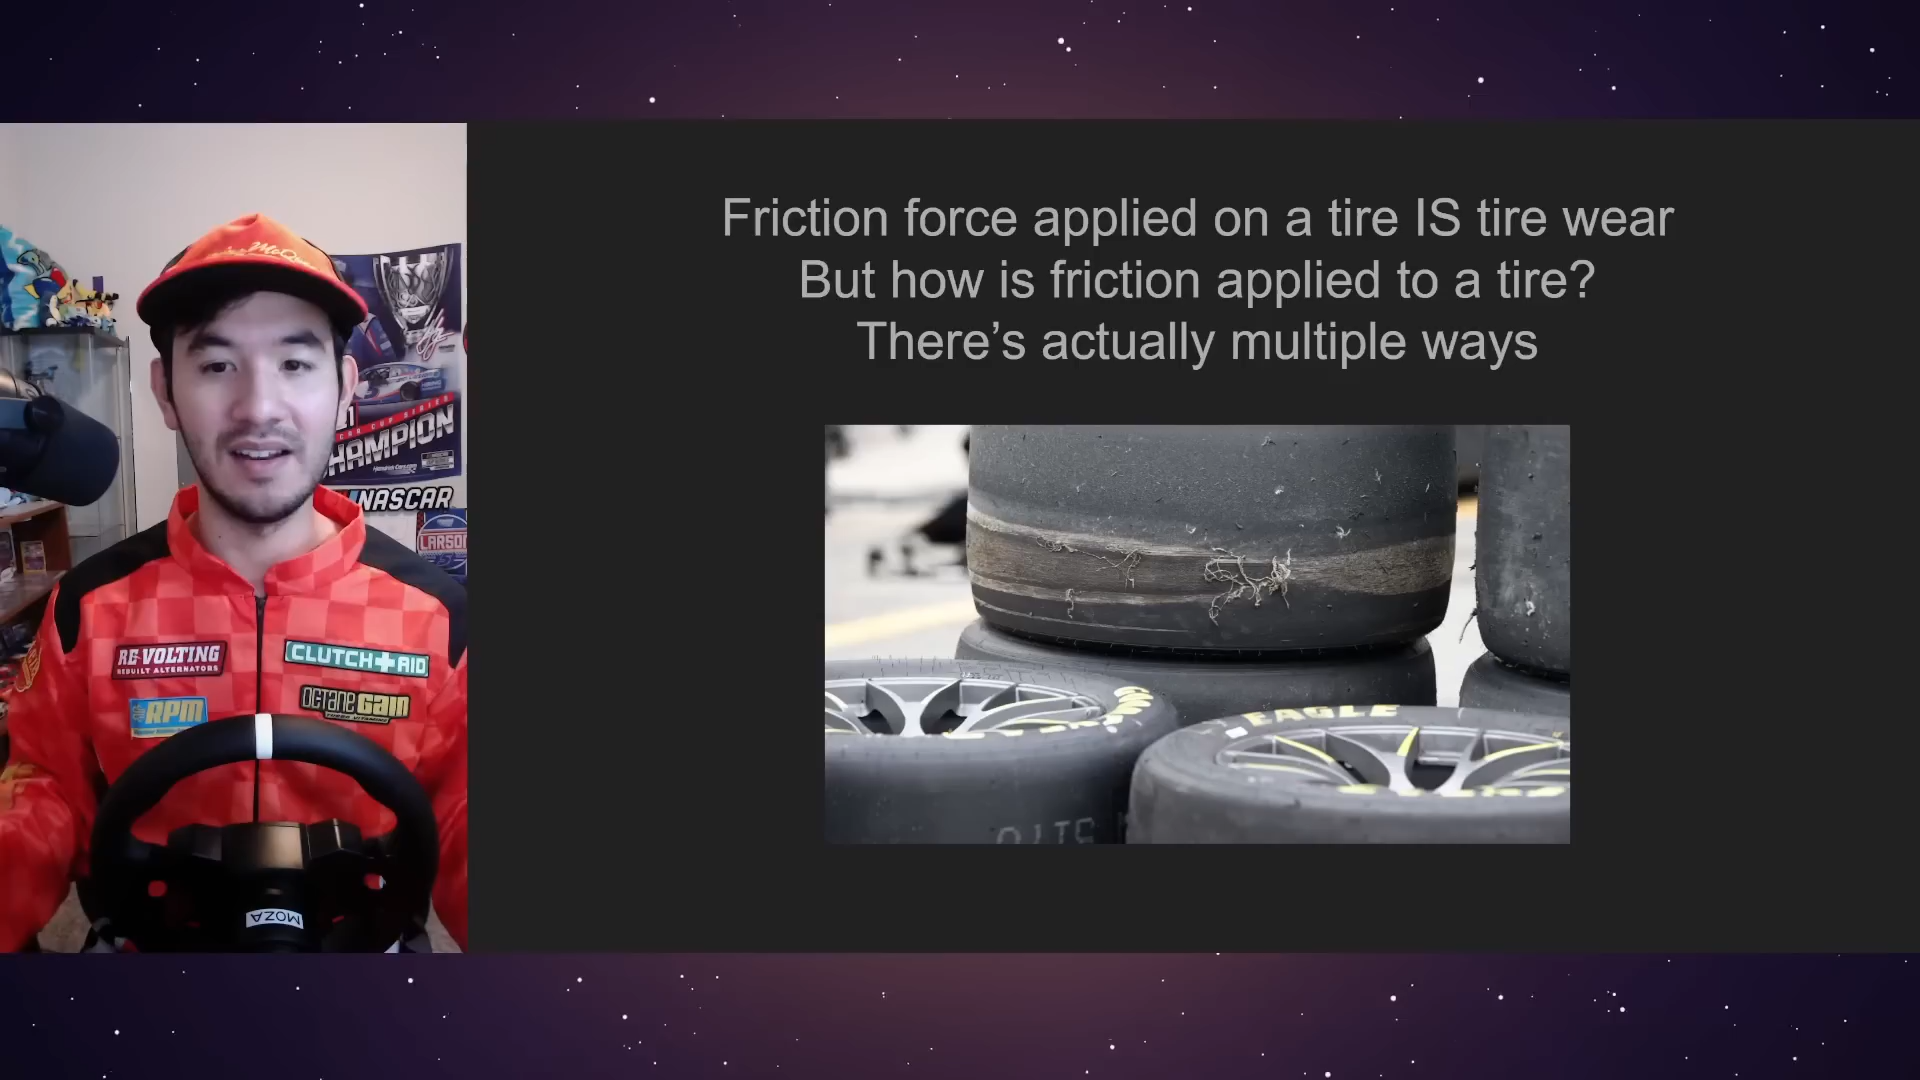 Friction force applied on a tire IS tire wear
But how is friction applied to a tire?
There’s actually multiple ways
CHAMPION
NASCAR
LARSON
RE-VOLTING
REBUILT ALTERNATORS
CLUTCH+AID
RPM
OCTANE GAIN
MOZA
EAGLE